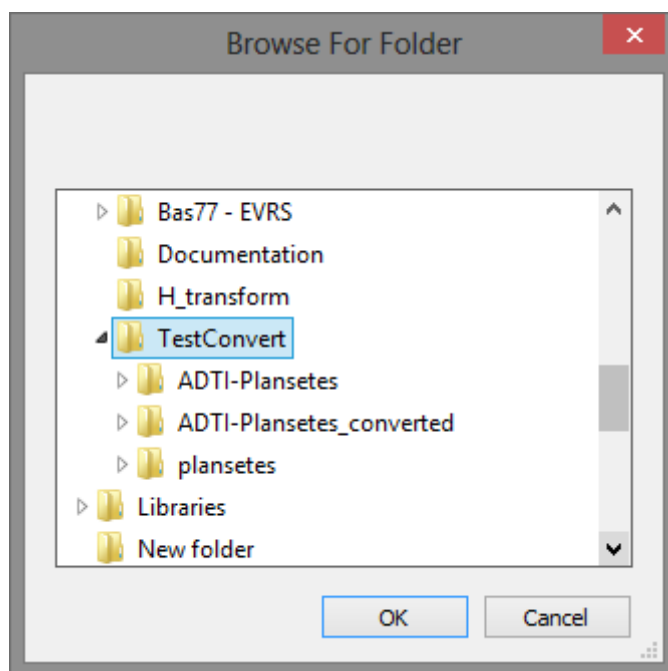 Browse For Folder
Bas77 - EVRS
Documentation
H_transform
TestConvert
ADTI-Plansetes
ADTI-Plansetes_converted
plansetes
Libraries
New folder
OK Cancel